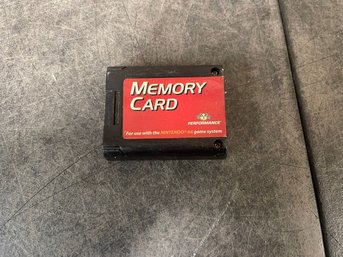 MEMORY
CARD
PERFORMANCE
For use with the NINTENDO® 64 game system